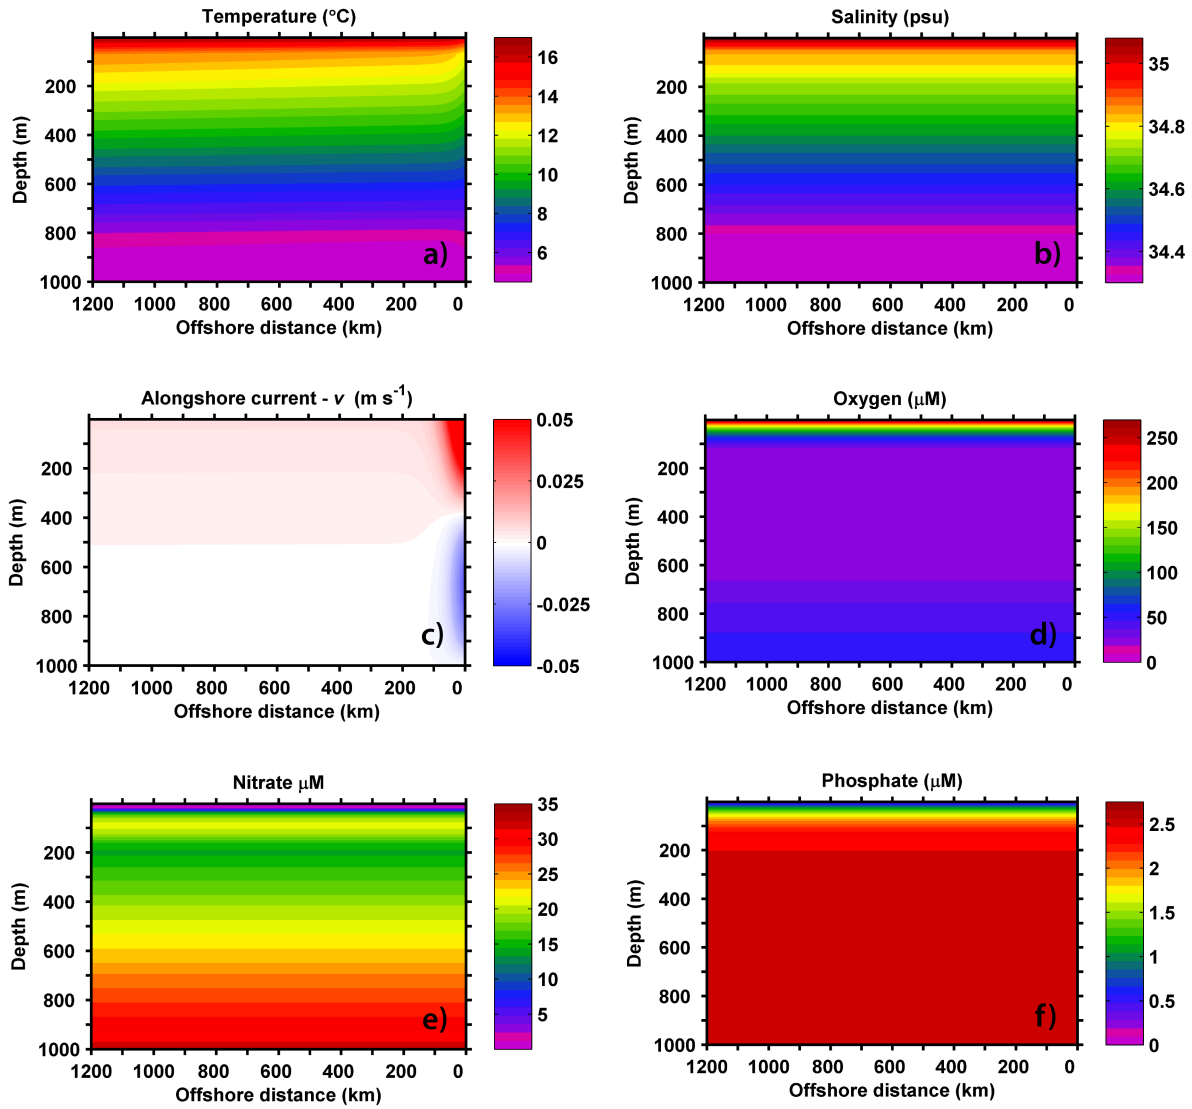 Temperature (°C)
200
400
600
800
1000
1200 1000 800 600 400 200 0
Offshore distance (km)
Depth (m)
16
14
12
10
8
6
a)
Salinity (psu)
200
400
600
800
1000
1200 1000 800 600 400 200 0
Offshore distance (km)
Depth (m)
35
34.8
34.6
34.4
b)
Alongshore current - v (m s-1)
200
400
600
800
1000
1200 1000 800 600 400 200 0
Offshore distance (km)
Depth (m)
0.05
0.025
0
-0.025
-0.05
c)
Oxygen (μM)
200
400
600
800
1000
1200 1000 800 600 400 200 0
Offshore distance (km)
Depth (m)
250
200
150
100
50
0
d)
Nitrate μM
200
400
600
800
1000
1200 1000 800 600 400 200 0
Offshore distance (km)
Depth (m)
35
30
25
20
15
10
5
e)
Phosphate (μM)
200
400
600
800
1000
1200 1000 800 600 400 200 0
Offshore distance (km)
Depth (m)
2.5
2
1.5
1
0.5
0
f)